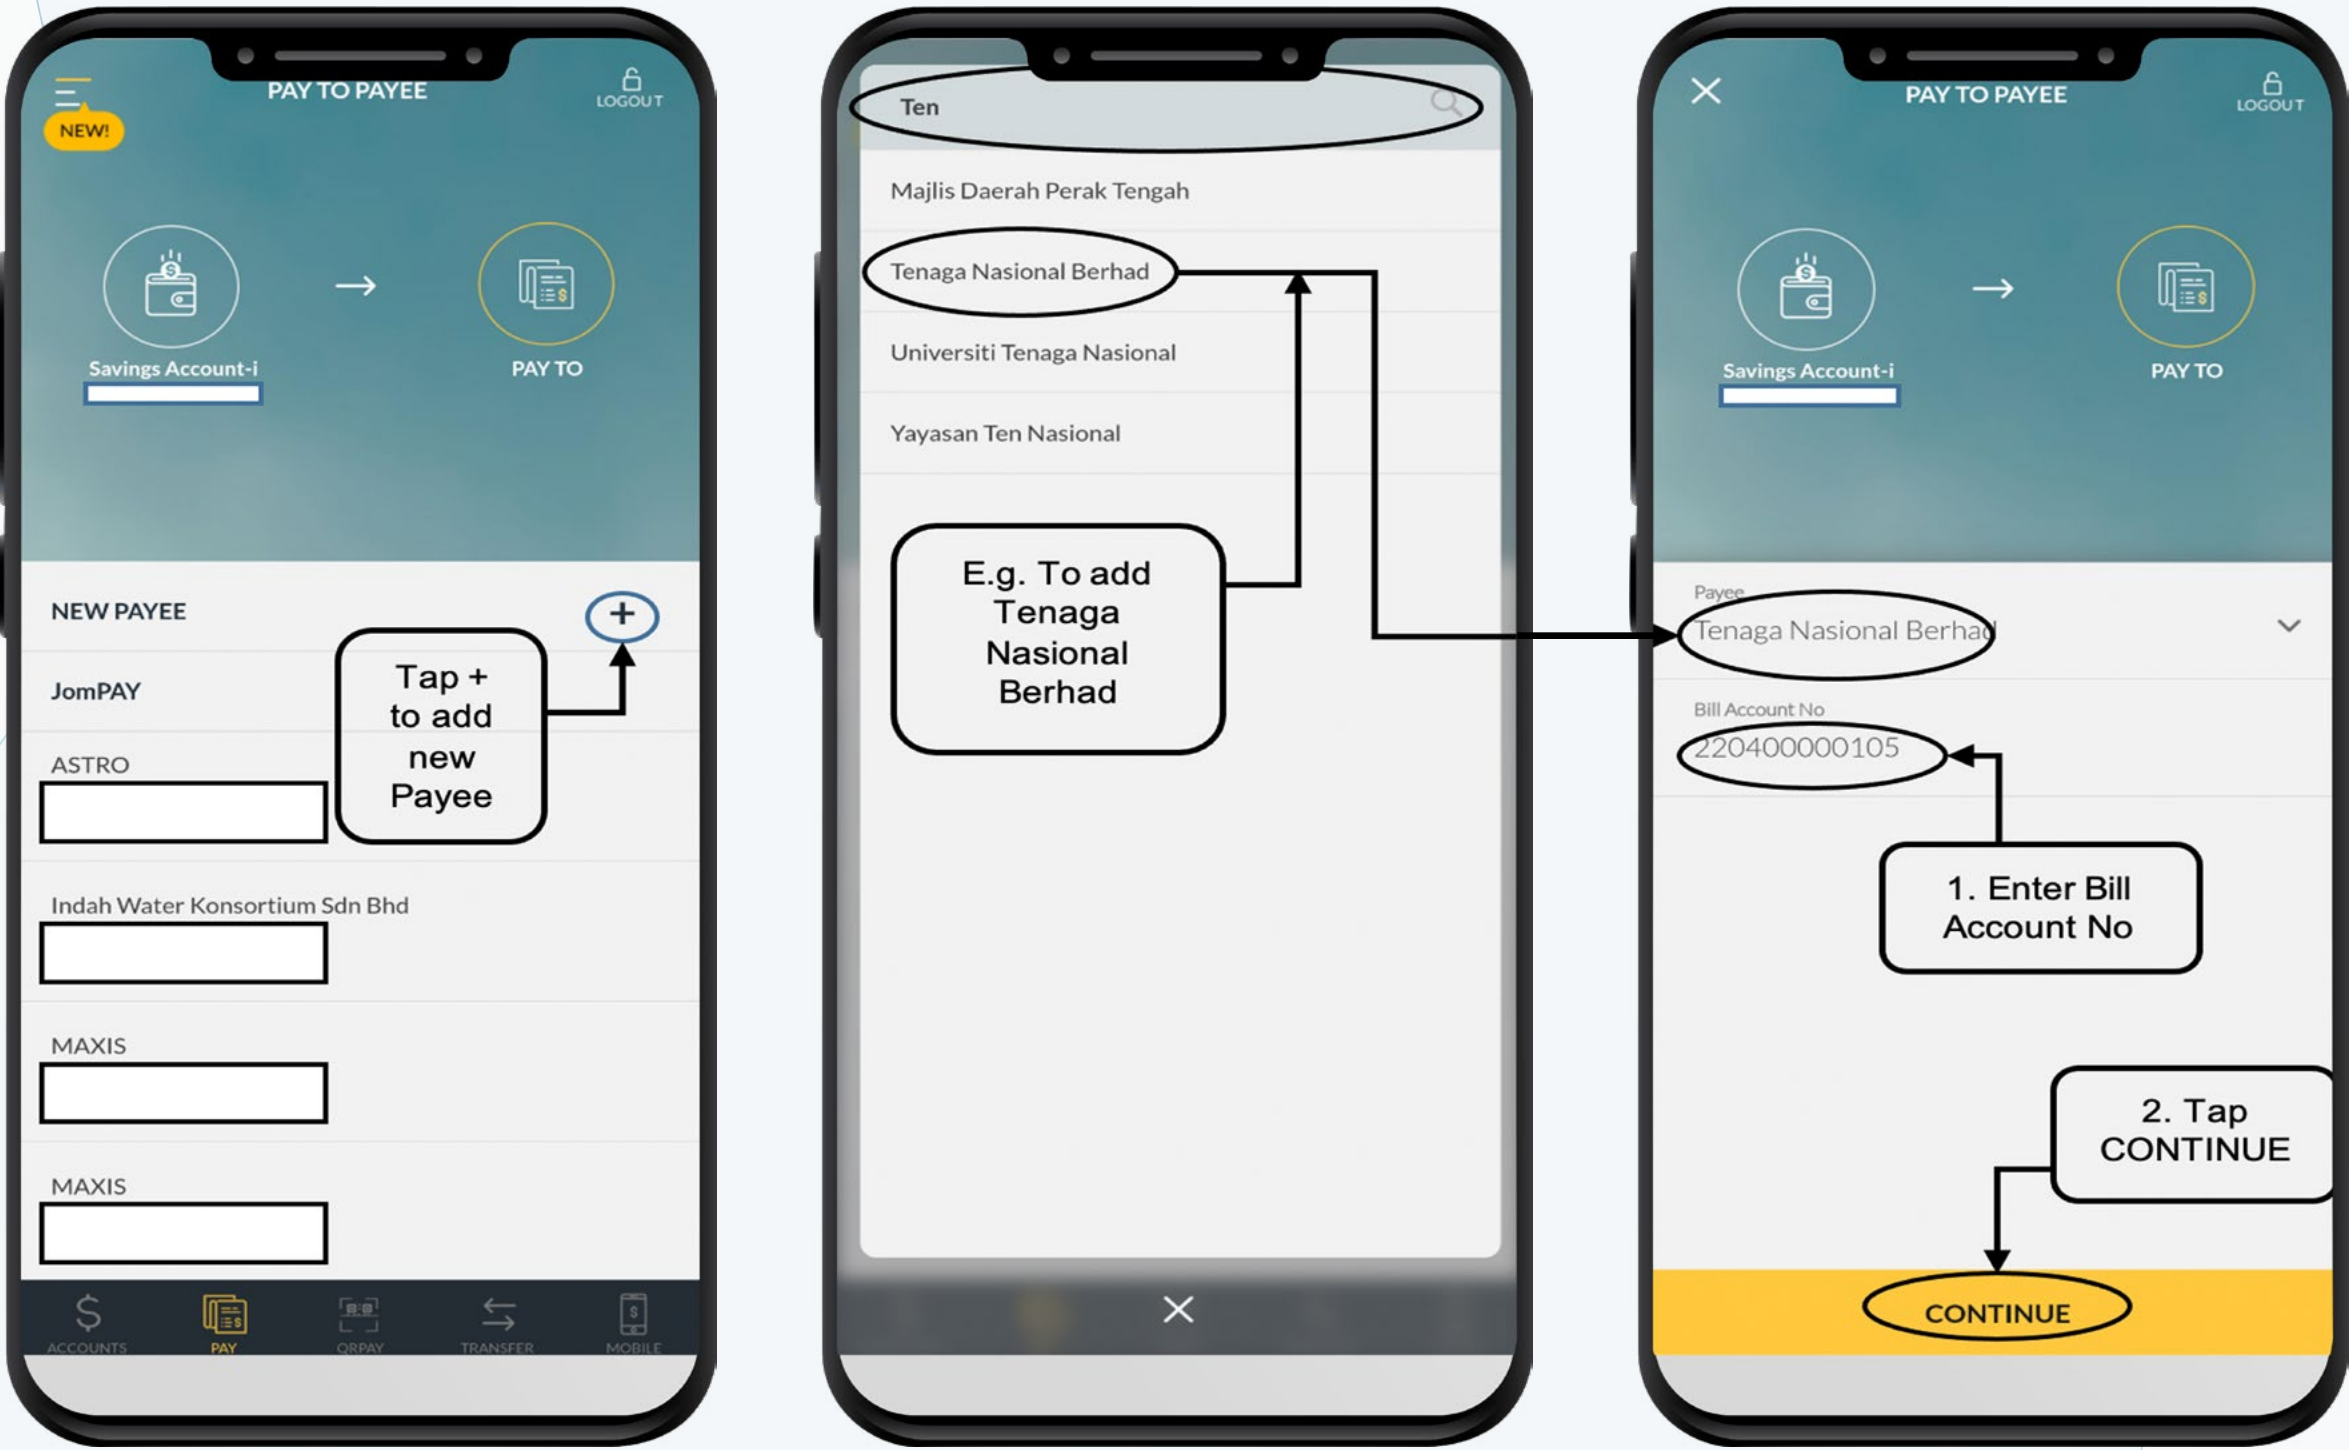 PAY TO PAYEE
LOGOUT
NEW!
$
$
Savings Account-i
PAY TO
NEW PAYEE
+
JomPAY
Tap +
to add
new
Payee
ASTRO
Indah Water Konsortium Sdn Bhd
MAXIS
MAXIS
$
$
$
ACCOUNTS
PAY
QRPAY
TRANSFER
MOBILE
Ten
Majlis Daerah Perak Tengah
Tenaga Nasional Berhad
Universiti Tenaga Nasional
Yayasan Ten Nasional
E.g. To add
Tenaga
Nasional
Berhad
PAY TO PAYEE
LOGOUT
$
$
Savings Account-i
PAY TO
Payee
Tenaga Nasional Berhad
Bill Account No
220400000105
1. Enter Bill
Account No
2. Tap
CONTINUE
CONTINUE